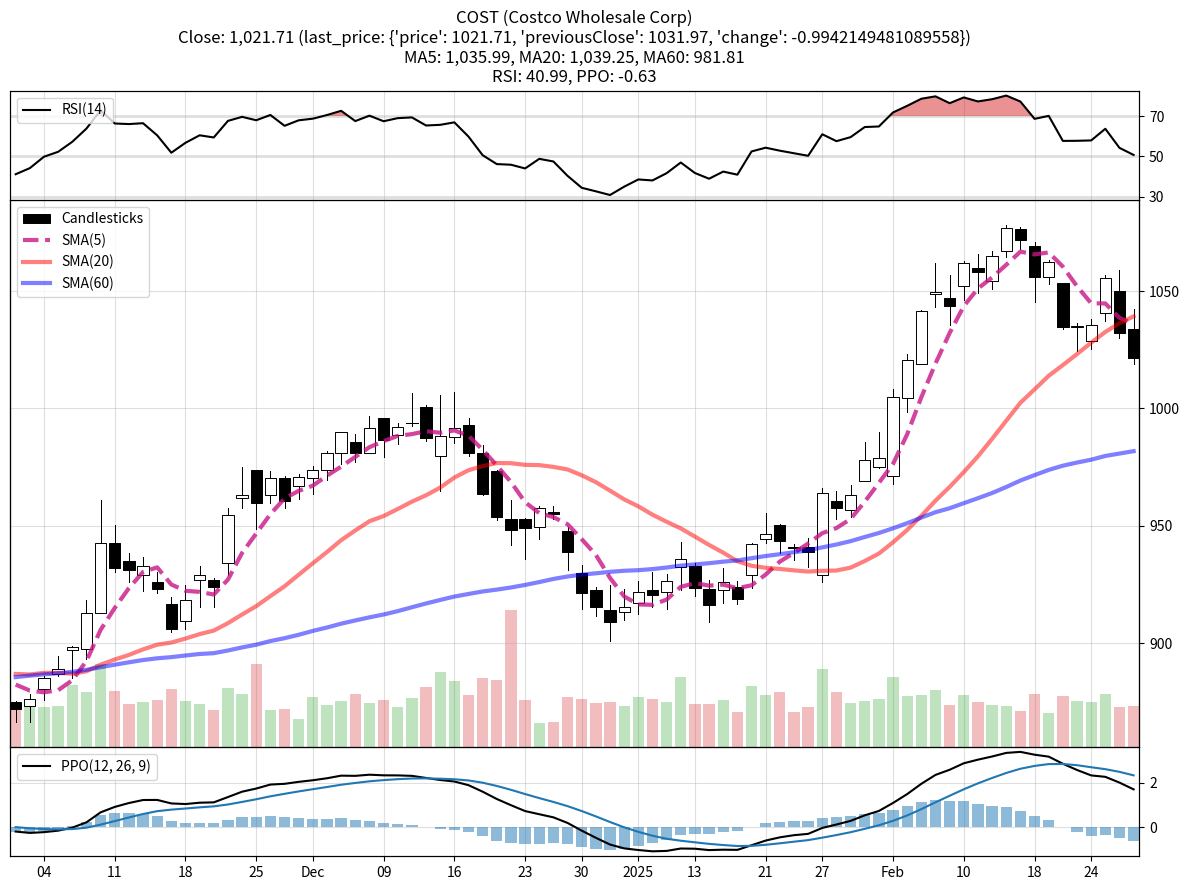 COST (Costco Wholesale Corp)
Close: 1,021.71 (last_price: {'price': 1021.71, 'previousClose': 1031.97, 'change': -0.9942149481089558})
MA5: 1,035.99, MA20: 1,039.25, MA60: 981.81
RSI: 40.99, PPO: -0.63
RSI(14)
70
50
30
Candlesticks
SMA(5)
SMA(20)
SMA(60)
1050
1000
950
900
PPO(12, 26, 9)
2
0
04 11 18 25 Dec 09 16 23 30 2025 13 21 27 Feb 10 18 24